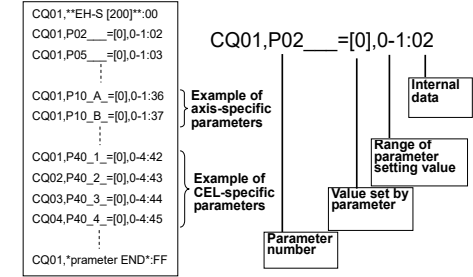 CQ01,**EH-S [200]**:00
CQ01,P02___=[0],0-1:02
CQ01,P05___=[0],0-1:03
CQ01,P10_A_=[0],0-1:36
CQ01,P10_B_=[0],0-1:37
Example of
axis-specific
parameters
CQ01,P40_1_=[0],0-4:42
CQ02,P40_2_=[0],0-4:43
CQ03,P40_3_=[0],0-4:44
CQ04,P40_4_=[0],0-4:45
Example of
CEL-specific
parameters
CQ01,*prameter END*:FF
CQ01,P02___=[0],0-1:02
Internal
data
Range of
parameter
setting value
Value set by
parameter
Parameter
number